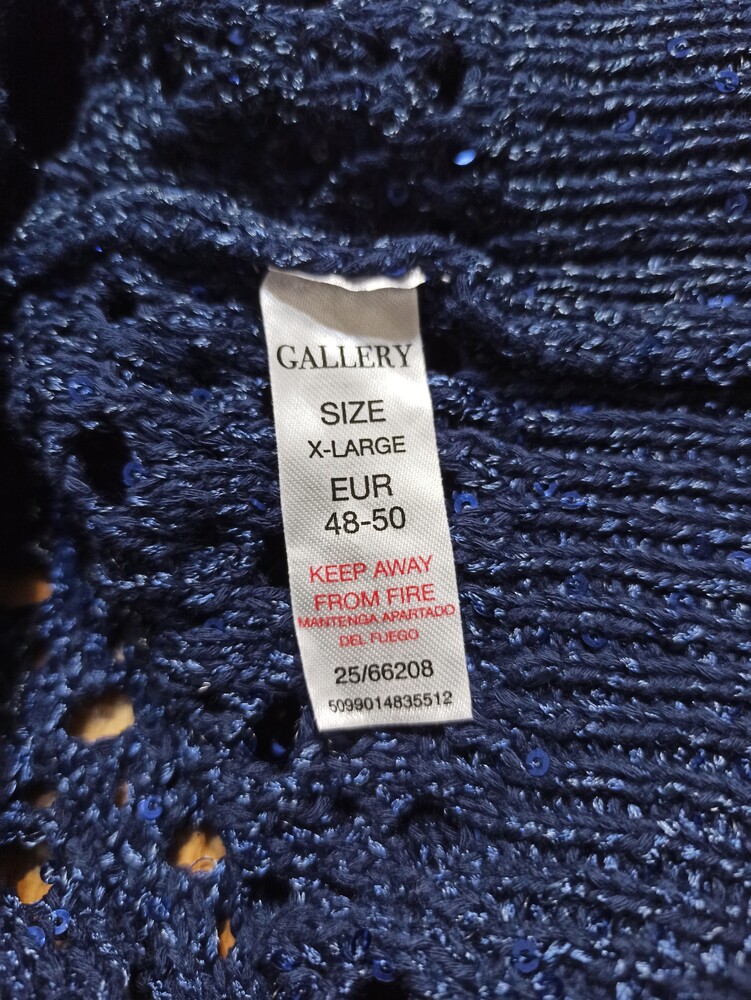 GALLERY
SIZE
X-LARGE
EUR
48-50
KEEP AWAY
FROM FIRE
MANTENGA APARTADO
DEL FUEGO
25/66208
5099014835512